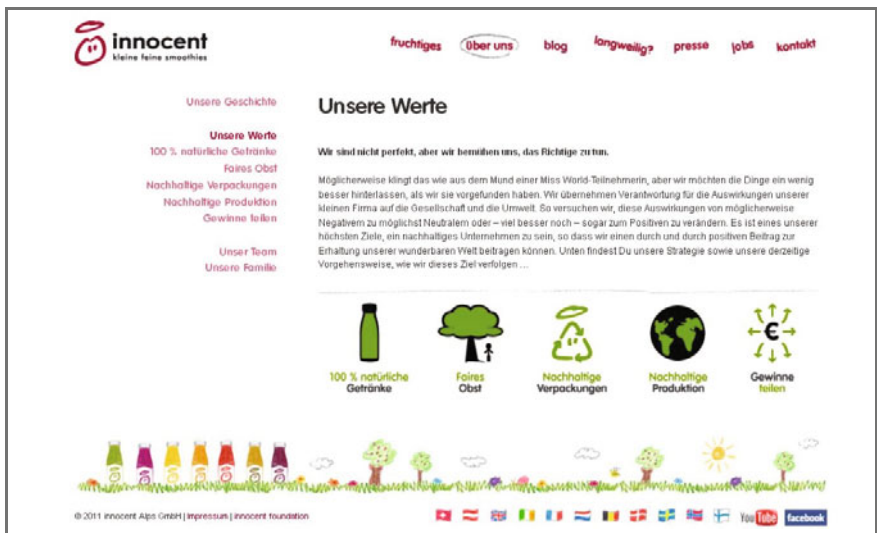 innocent
kleine feine smoothies
fruchtiges über uns blog langweilig? presse jobs kontakt
Unsere Geschichte
Unsere Werte
100 % natürliche Getränke
Faires Obst
Nachhaltige Verpackungen
Nachhaltige Produktion
Gewinne teilen
Unser Team
Unsere Familie
Unsere Werte
Wir sind nicht perfekt, aber wir bemühen uns, das Richtige zu tun.
Möglicherweise klingt das wie aus dem Mund einer Miss World-Teilnehmerin, aber wir möchten die Dinge ein wenig
besser hinterlassen, als wir sie vorgefunden haben. Wir übernehmen Verantwortung für die Auswirkungen unserer
kleinen Firma auf die Gesellschaft und die Umwelt. So versuchen wir, diese Auswirkungen von möglicherweise
Negativem zu möglichst Neutralem oder – viel besser noch – sogar zum Positiven zu verändern. Es ist eines unserer
höchsten Ziele, ein nachhaltiges Unternehmen zu sein, so dass wir einen durch und durch positiven Beitrag zur
Erhaltung unserer wunderbaren Welt beitragen können. Unten findest Du unsere Strategie sowie unsere derzeitige
Vorgehensweise, wie wir dieses Ziel verfolgen ...
€
100 % natürliche
Getränke
Faires
Obst
Nachhaltige
Verpackungen
Nachhaltige
Produktion
Gewinne
teilen
© 2011 innocent Alps GmbH | Impressum | innocent foundation
YouTube facebook